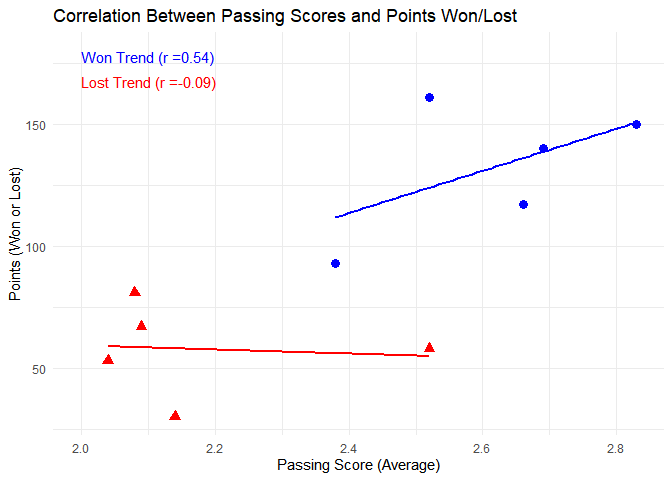 Correlation Between Passing Scores and Points Won/Lost
Won Trend (r =0.54)
Lost Trend (r =-0.09)
150
100
50
Points (Won or Lost)
2.0 2.2 2.4 2.6 2.8
Passing Score (Average)